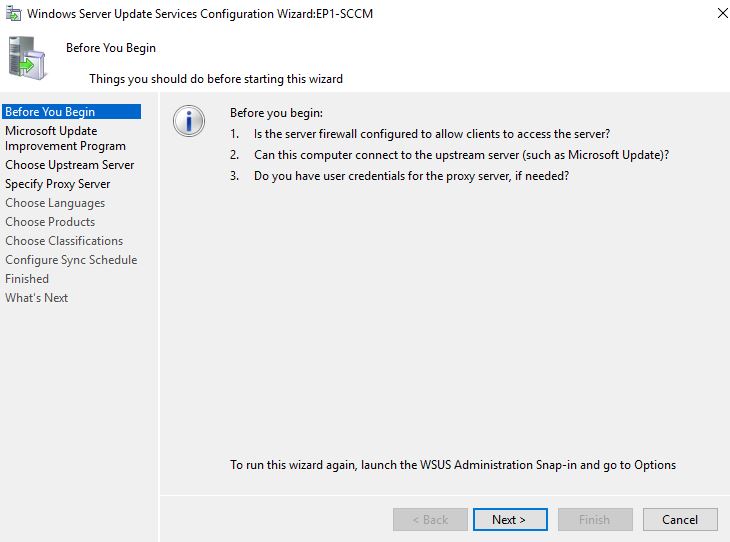 Windows Server Update Services Configuration Wizard:EP1-SCCM
Before You Begin
Things you should do before starting this wizard
Before You Begin
Microsoft Update
Improvement Program
Choose Upstream Server
Specify Proxy Server
Choose Languages
Choose Products
Choose Classifications
Configure Sync Schedule
Finished
What's Next
Before you begin:
1. Is the server firewall configured to allow clients to access the server?
2. Can this computer connect to the upstream server (such as Microsoft Update)?
3. Do you have user credentials for the proxy server, if needed?
To run this wizard again, launch the WSUS Administration Snap-in and go to Options
< Back
Next >
Finish
Cancel